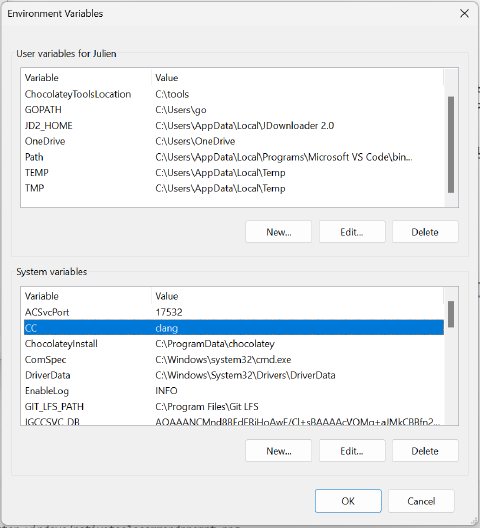 Environment Variables
User variables for Julien
Variable Value
ChocolateyToolsLocation C:\tools
GOPATH C:\Users\go
JD2_HOME C:\Users\AppData\Local\JDownloader 2.0
OneDrive C:\Users\OneDrive
Path C:\Users\AppData\Local\Programs\Microsoft VS Code\bin...
TEMP C:\Users\AppData\Local\Temp
TMP C:\Users\AppData\Local\Temp
New... Edit... Delete
System variables
Variable Value
ACSvcPort 17532
CC clang
ChocolateyInstall C:\ProgramData\chocolatey
ComSpec C:\Windows\system32\cmd.exe
DriverData C:\Windows\System32\Drivers\DriverData
EnableLog INFO
GIT_LFS_PATH C:\Program Files\Git LFS
IGCCSVC_DB
New... Edit... Delete
OK Cancel